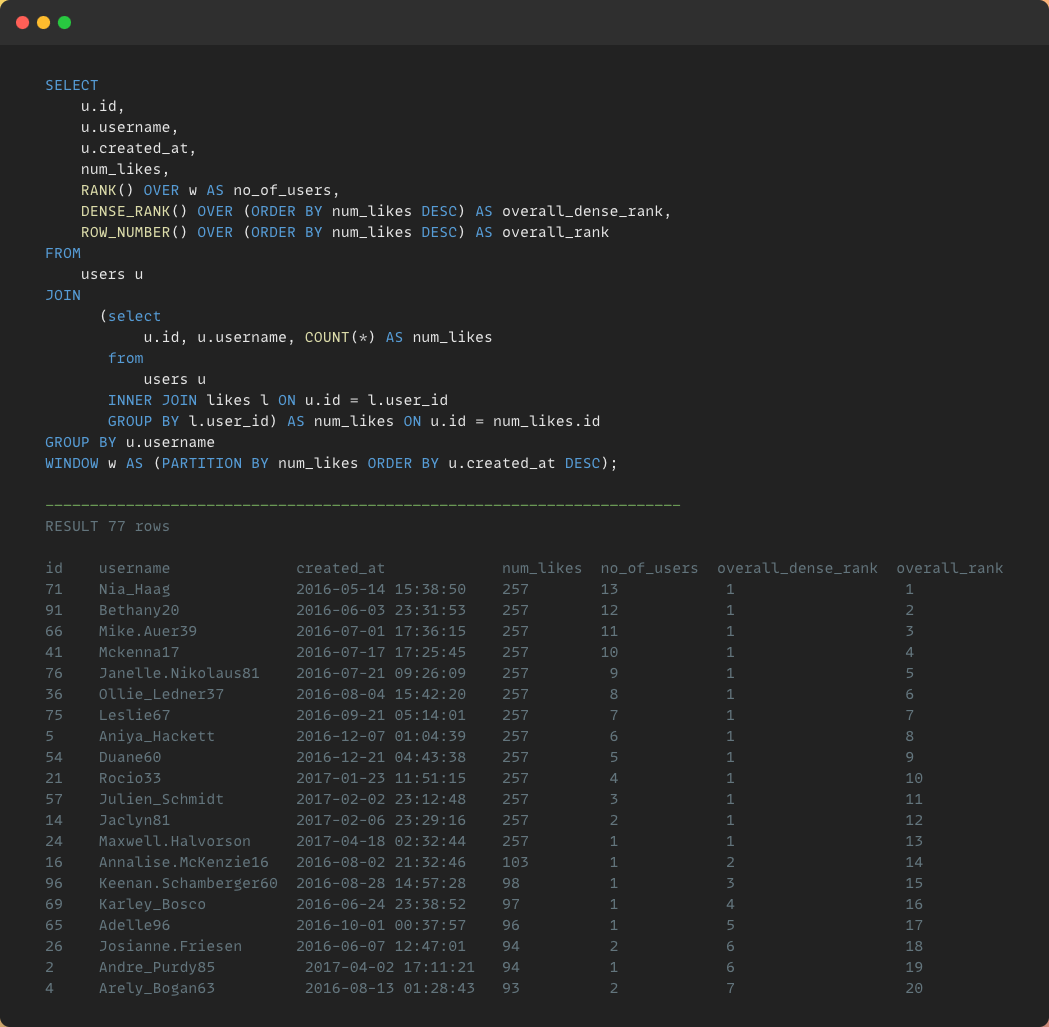 SELECT
    u.id,
    u.username,
    u.created_at,
    num_likes,
    RANK() OVER w AS no_of_users,
    DENSE_RANK() OVER (ORDER BY num_likes DESC) AS overall_dense_rank,
    ROW_NUMBER() OVER (ORDER BY num_likes DESC) AS overall_rank
FROM
    users u
JOIN
      (select
           u.id, u.username, COUNT(*) AS num_likes
       from
           users u
       INNER JOIN likes l ON u.id = l.user_id
       GROUP BY l.user_id) AS num_likes ON u.id = num_likes.id
GROUP BY u.username
WINDOW w AS (PARTITION BY num_likes ORDER BY u.created_at DESC);
-----------------------------------------------------------------------
RESULT 77 rows
id    username              created_at             num_likes  no_of_users  overall_dense_rank  overall_rank
71    Nia_Haag              2016-05-14 15:38:50    257        13            1                   1
91    Bethany20             2016-06-03 23:31:53    257        12            1                   2
66    Mike.Auer39           2016-07-01 17:36:15    257        11            1                   3
41    Mckenna17             2016-07-17 17:25:45    257        10            1                   4
76    Janelle.Nikolaus81    2016-07-21 09:26:09    257         9            1                   5
36    Ollie_Ledner37        2016-08-04 15:42:20    257         8            1                   6
75    Leslie67              2016-09-21 05:14:01    257         7            1                   7
5     Aniya_Hackett         2016-12-07 01:04:39    257         6            1                   8
54    Duane60               2016-12-21 04:43:38    257         5            1                   9
21    Rocio33               2017-01-23 11:51:15    257         4            1                   10
57    Julien_Schmidt        2017-02-02 23:12:48    257         3            1                   11
14    Jaclyn81              2017-02-06 23:29:16    257         2            1                   12
24    Maxwell.Halvorson     2017-04-18 02:32:44    257         1            1                   13
16    Annalise.McKenzie16   2016-08-02 21:32:46    103         1            2                   14
96    Keenan.Schamberger60  2016-08-28 14:57:28    98          1            3                   15
69    Karley_Bosco          2016-06-24 23:38:52    97          1            4                   16
65    Adelle96              2016-10-01 00:37:57    96          1            5                   17
26    Josianne.Friesen      2016-06-07 12:47:01    94          2            6                   18
2     Andre_Purdy85          2017-04-02 17:11:21   94          1            6                   19
4     Arely_Bogan63          2016-08-13 01:28:43   93          2            7                   20